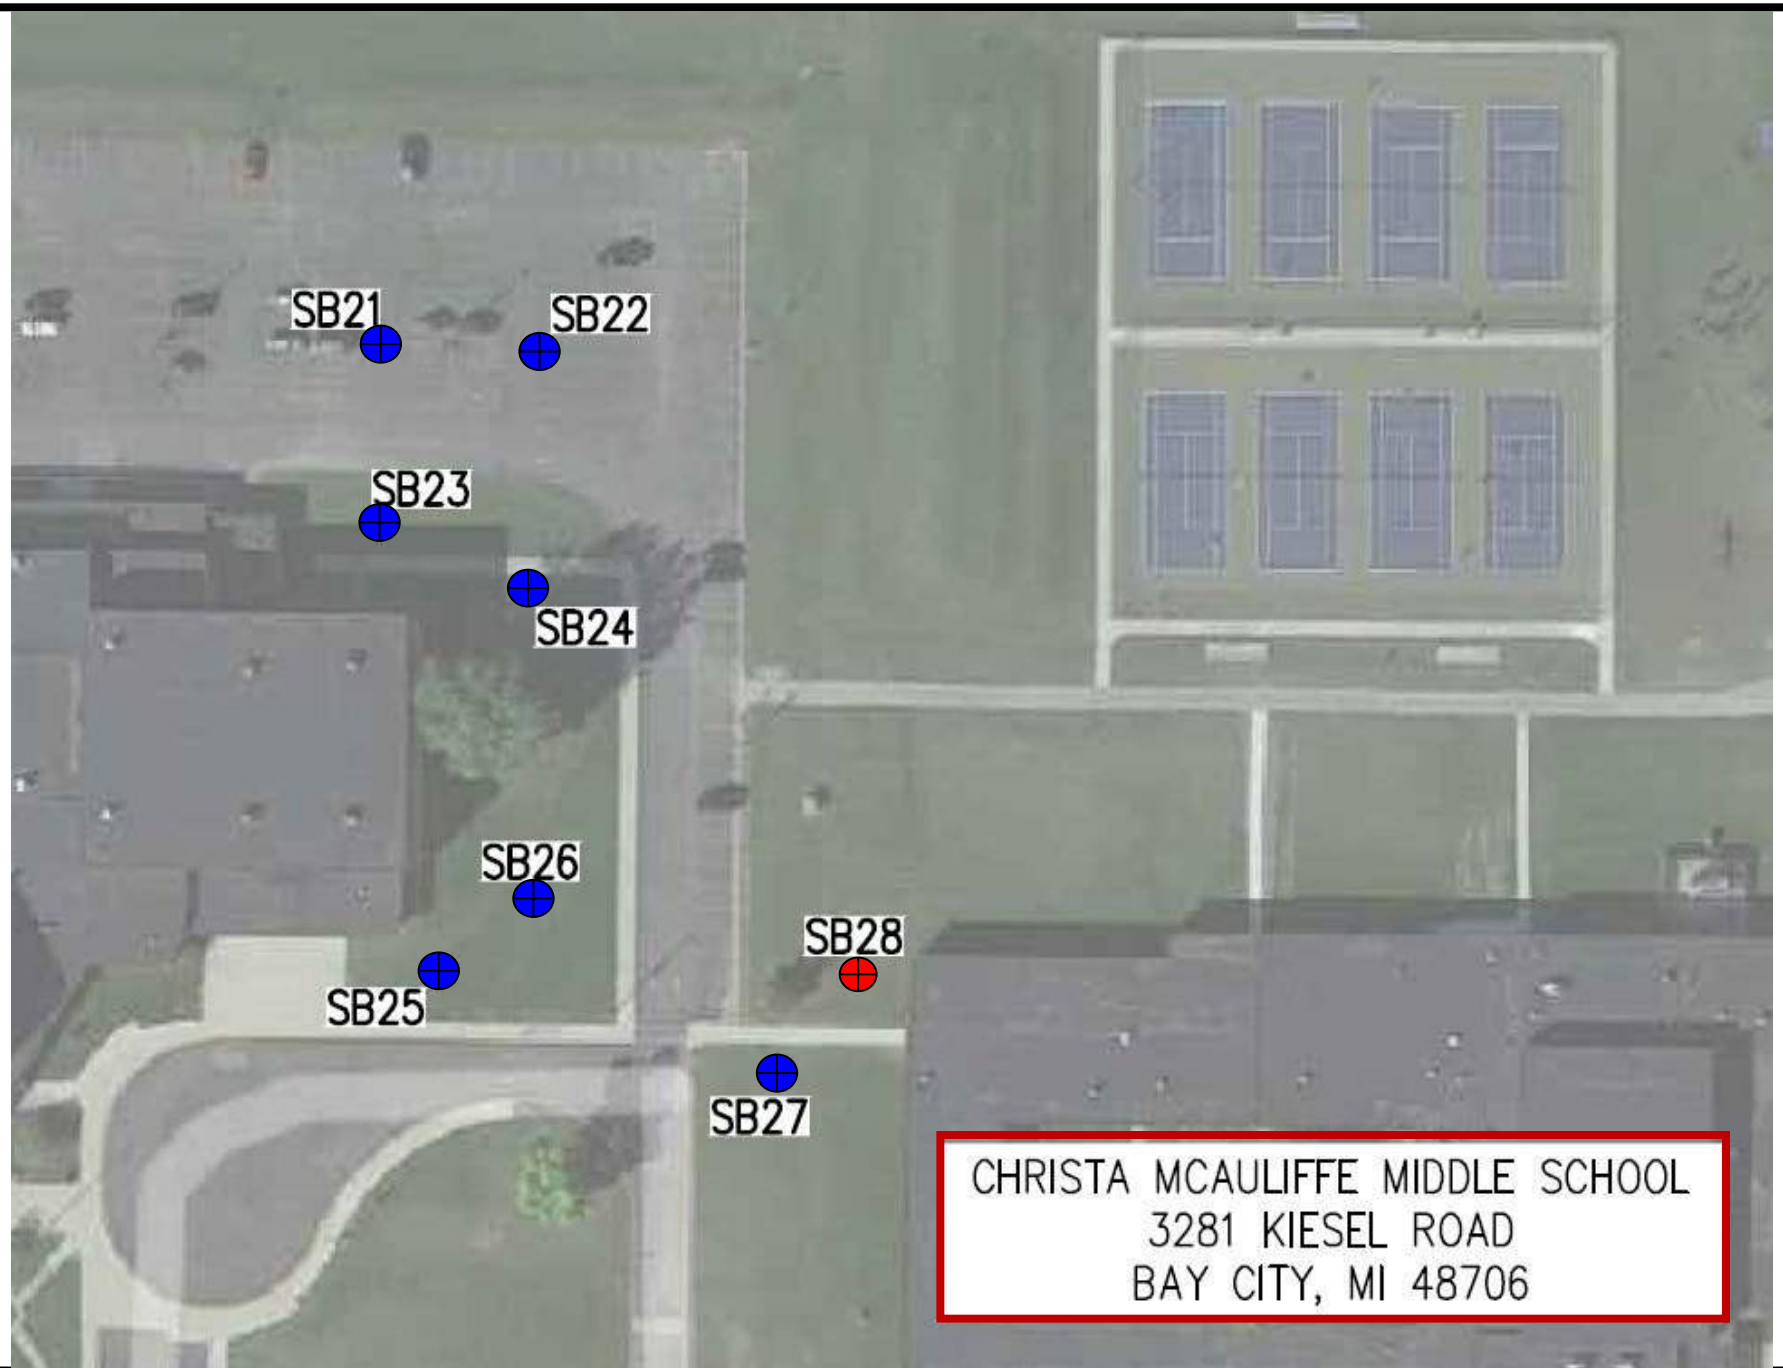 SB21
SB22
SB23
SB24
SB26
SB28
SB25
SB27
CHRISTA MCAULIFFE MIDDLE SCHOOL
3281 KIESEL ROAD
BAY CITY, MI 48706